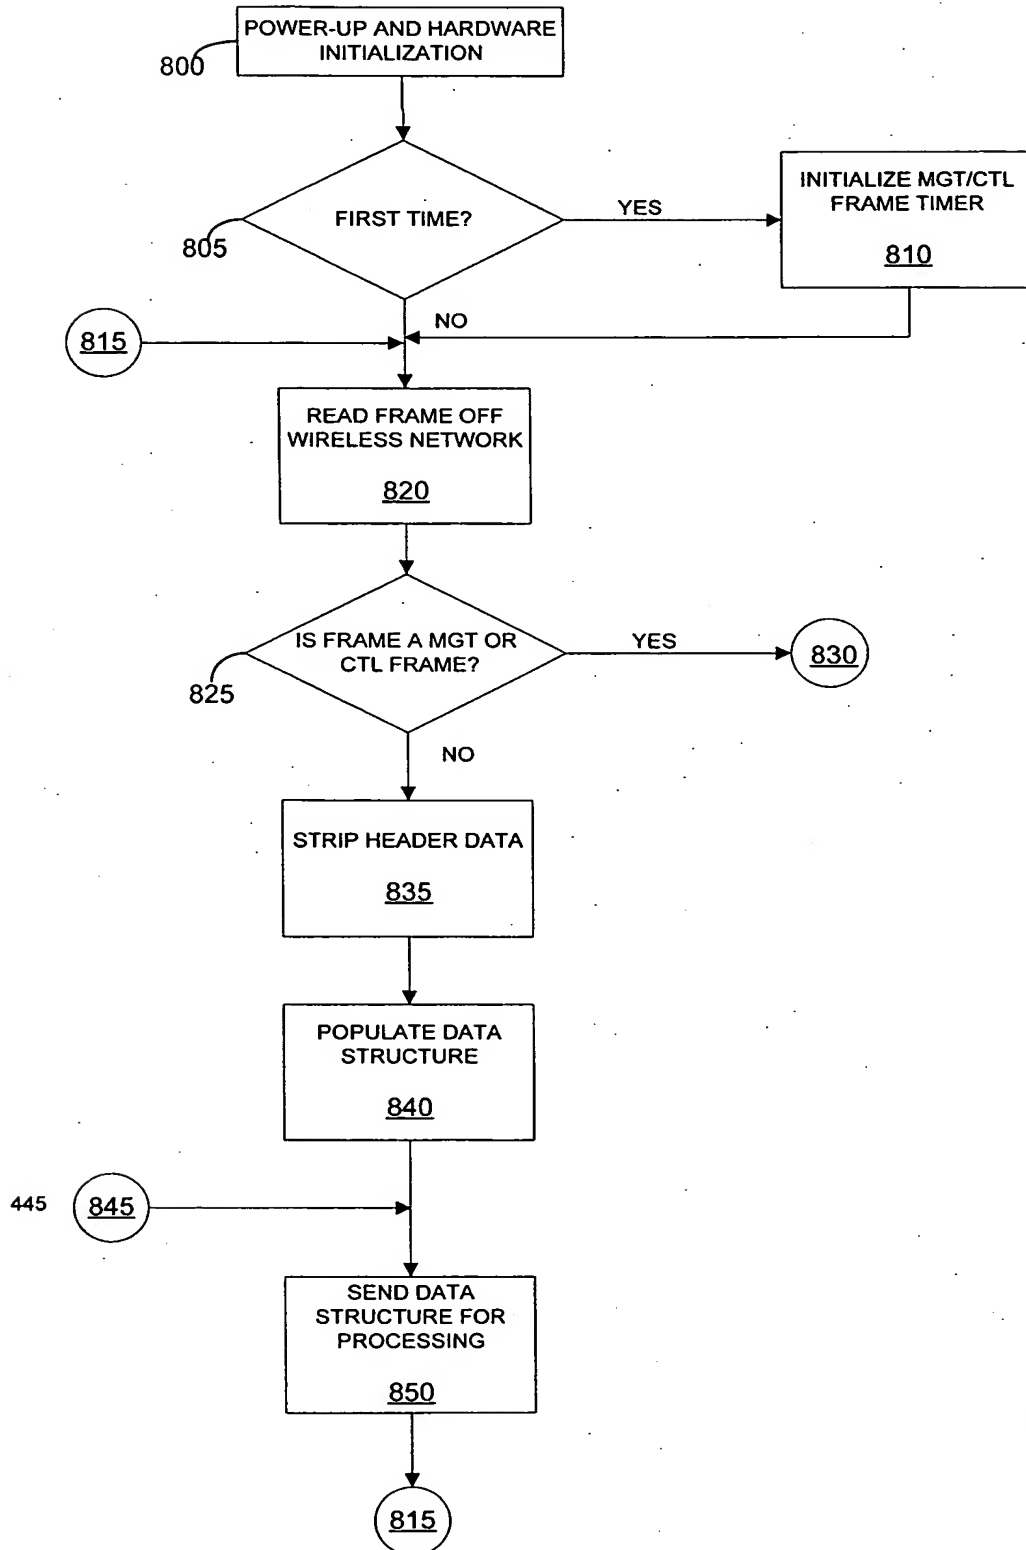 POWER-UP AND HARDWARE
INITIALIZATION
800
FIRST TIME?
805
YES
INITIALIZE MGT/CTL
FRAME TIMER
810
NO
815
READ FRAME OFF
WIRELESS NETWORK
820
IS FRAME A MGT OR
CTL FRAME?
825
YES
830
NO
STRIP HEADER DATA
835
POPULATE DATA
STRUCTURE
840
445
845
SEND DATA
STRUCTURE FOR
PROCESSING
850
815